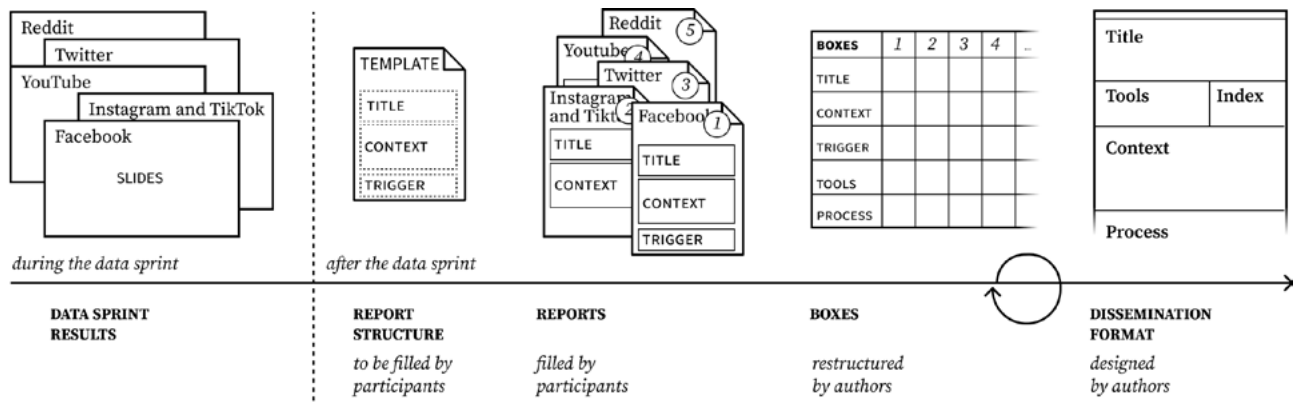 Reddit
Twitter
YouTube
Instagram and TikTok
Facebook
SLIDES
TEMPLATE
TITLE
CONTEXT
TRIGGER
Reddit
5
Youtube
4
Twitter
3
Instagram
and Tikt
2
TITLE
CONTEXT
Facebook
1
TITLE
CONTEXT
TRIGGER
BOXES 1 2 3 4 ...
TITLE
CONTEXT
TRIGGER
TOOLS
PROCESS
Title
Tools Index
Context
Process
during the data sprint
after the data sprint
DATA SPRINT
RESULTS
REPORT
STRUCTURE
to be filled by
participants
REPORTS
filled by
participants
BOXES
restructured
by authors
DISSEMINATION
FORMAT
designed
by authors